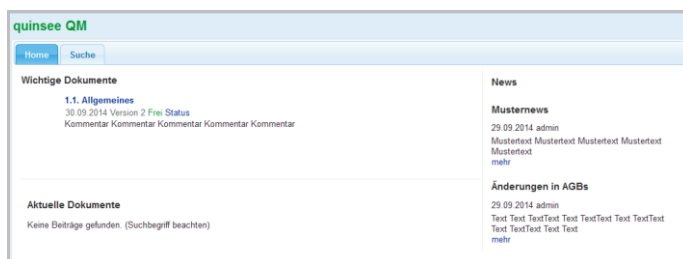 quinsee QM
Home
Suche
Wichtige Dokumente
1.1. Allgemeines
30.09.2014 Version 2 Frei Status
Kommentar Kommentar Kommentar Kommentar Kommentar
Aktuelle Dokumente
Keine Beiträge gefunden. (Suchbegriff beachten)
News
Musternews
29.09.2014 admin
Mustertext Mustertext Mustertext Mustertext
Mustertext
mehr
Änderungen in AGBs
29.09.2014 admin
Text Text TextText Text TextText Text TextText
Text TextText Text Text
mehr